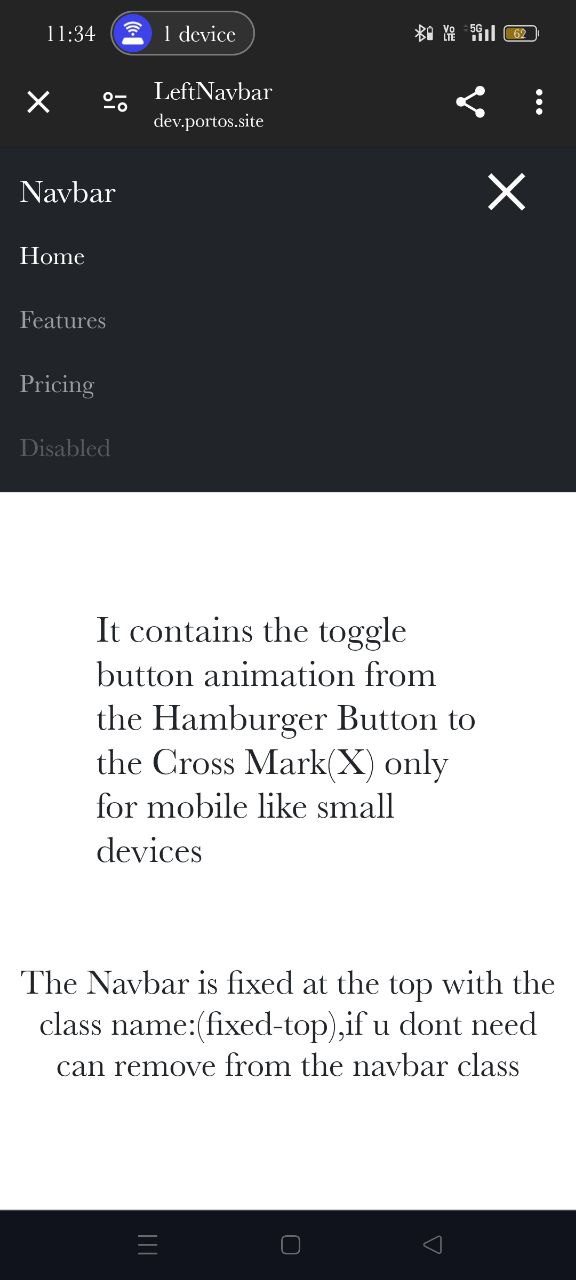 11:34 1 device Vo LTE 5G 62
LeftNavbar
dev.portos.site
Navbar
Home
Features
Pricing
Disabled
It contains the toggle
button animation from
the Hamburger Button to
the Cross Mark(X) only
for mobile like small
devices
The Navbar is fixed at the top with the
class name:(fixed-top),if u dont need
can remove from the navbar class